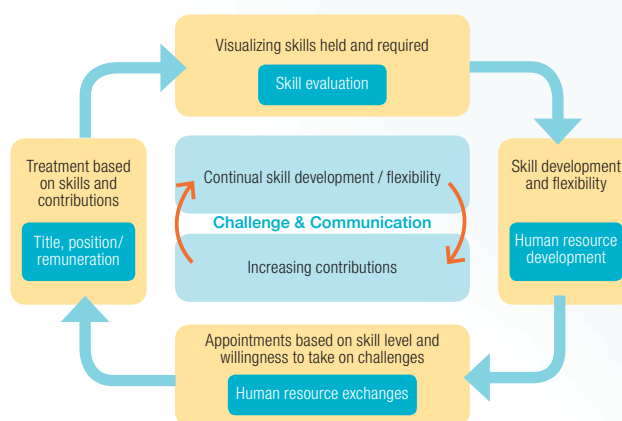 Visualizing skills held and required
Skill evaluation
Treatment based
on skills and
contributions
Title, position/
remuneration
Continual skill development / flexibility
Challenge & Communication
Increasing contributions
Skill development
and flexibility
Human resource
development
Appointments based on skill level and
willingness to take on challenges
Human resource exchanges